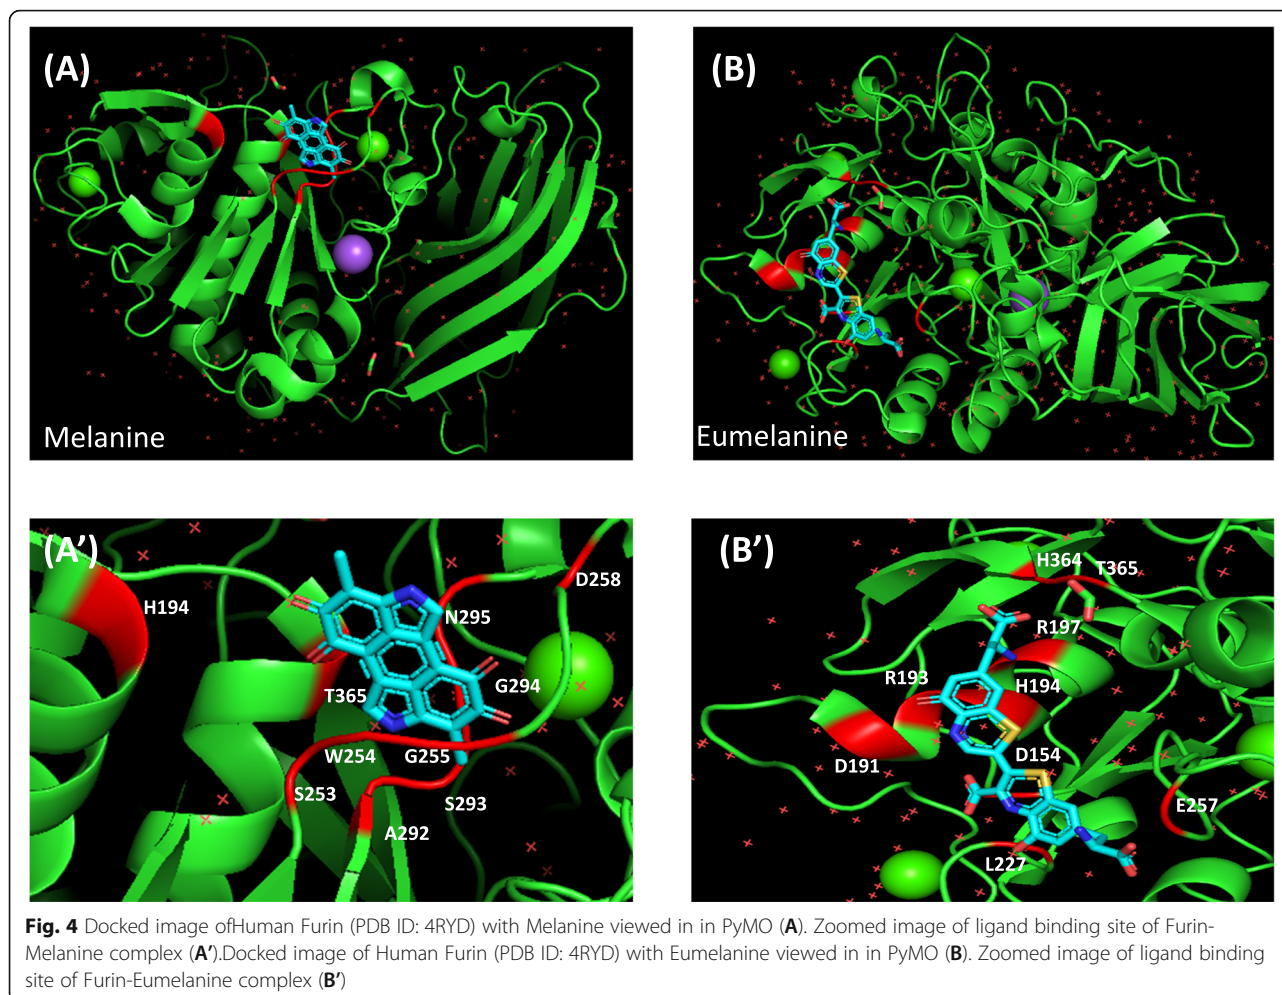 (A)
Melanine
(B)
Eumelanine
(A’)
H194
D258
N295
G294
T365
W254
G255
S253
S293
A292
(B’)
H364
T365
R197
R193
H194
D191
D154
E257
L227
Fig. 4 Docked image ofHuman Furin (PDB ID: 4RYD) with Melanine viewed in in PyMO (A). Zoomed image of ligand binding site of Furin-
Melanine complex (A’).Docked image of Human Furin (PDB ID: 4RYD) with Eumelanine viewed in in PyMO (B). Zoomed image of ligand binding
site of Furin-Eumelanine complex (B’)